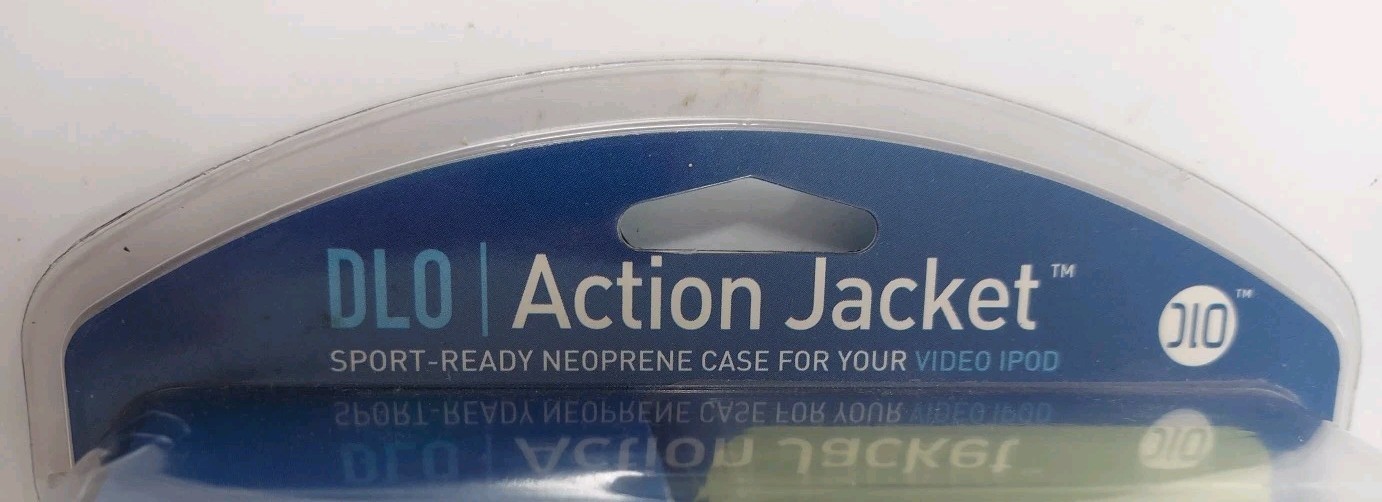 DLO | Action Jacket™
DLO™
SPORT-READY NEOPRENE CASE FOR YOUR VIDEO IPOD